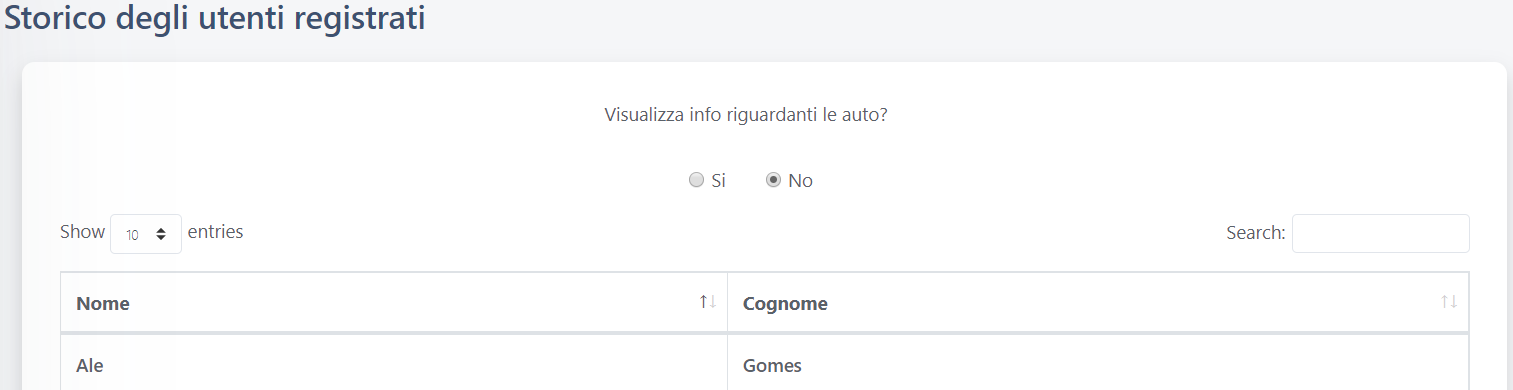 Storico degli utenti registrati
Visualizza info riguardanti le auto?
Si No
Show 10 entries Search:
Nome Cognome
Ale Gomes